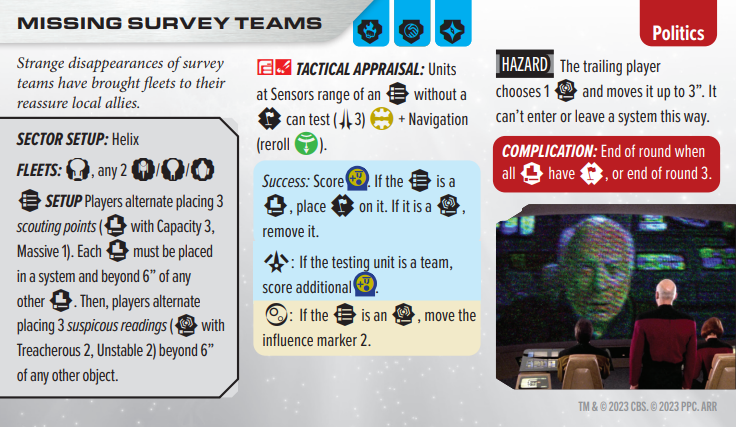 MISSING SURVEY TEAMS
Politics
Strange disappearances of survey
teams have brought fleets to their
reassure local allies.
SECTOR SETUP: Helix
FLEETS: , any 2 / /
SETUP Players alternate placing 3
scouting points ( with Capacity 3,
Massive 1). Each must be placed
in a system and beyond 6” of any
other . Then, players alternate
placing 3 suspicous readings ( with
Treacherous 2, Unstable 2) beyond 6”
of any other object.
TACTICAL APPRAISAL: Units
at Sensors range of an without a
can test ( 3) + Navigation
(reroll ).
Success: Score . If the is a
, place on it. If it is a ,
remove it.
: If the testing unit is a team,
score additional .
: If the is an , move the
influence marker 2.
HAZARD The trailing player
chooses 1 and moves it up to 3”. It
can’t enter or leave a system this way.
COMPLICATION: End of round when
all have , or end of round 3.
TM & © 2023 CBS. © 2023 PPC. ARR